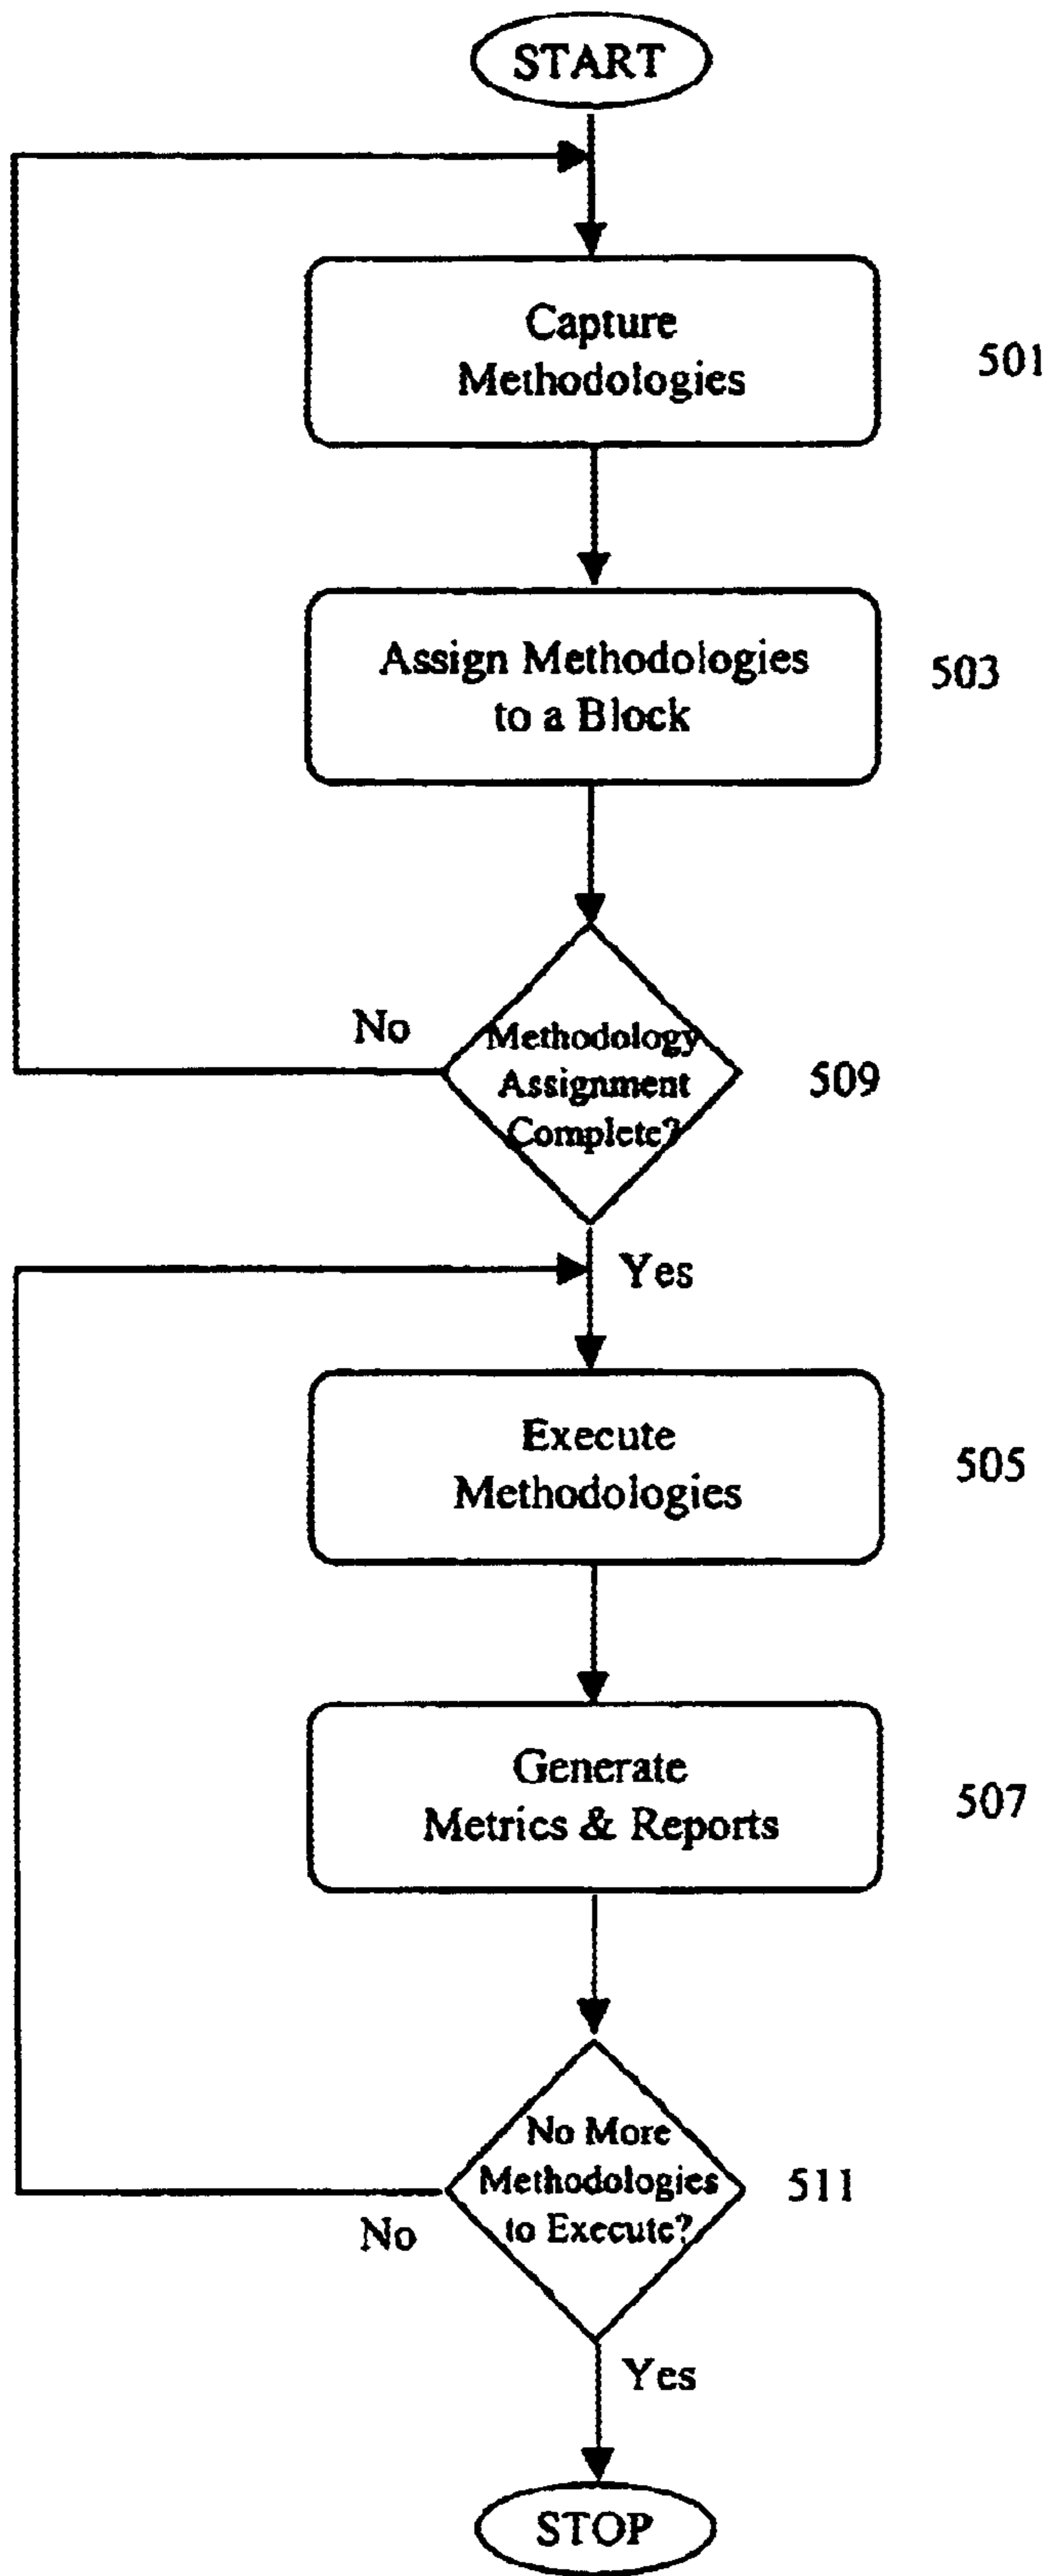 START
Capture
Methodologies
501
Assign Methodologies
to a Block
503
No
Methodology
Assignment
Complete?
509
Yes
Execute
Methodologies
505
Generate
Metrics & Reports
507
No More
Methodologies
to Execute?
511
No
Yes
STOP